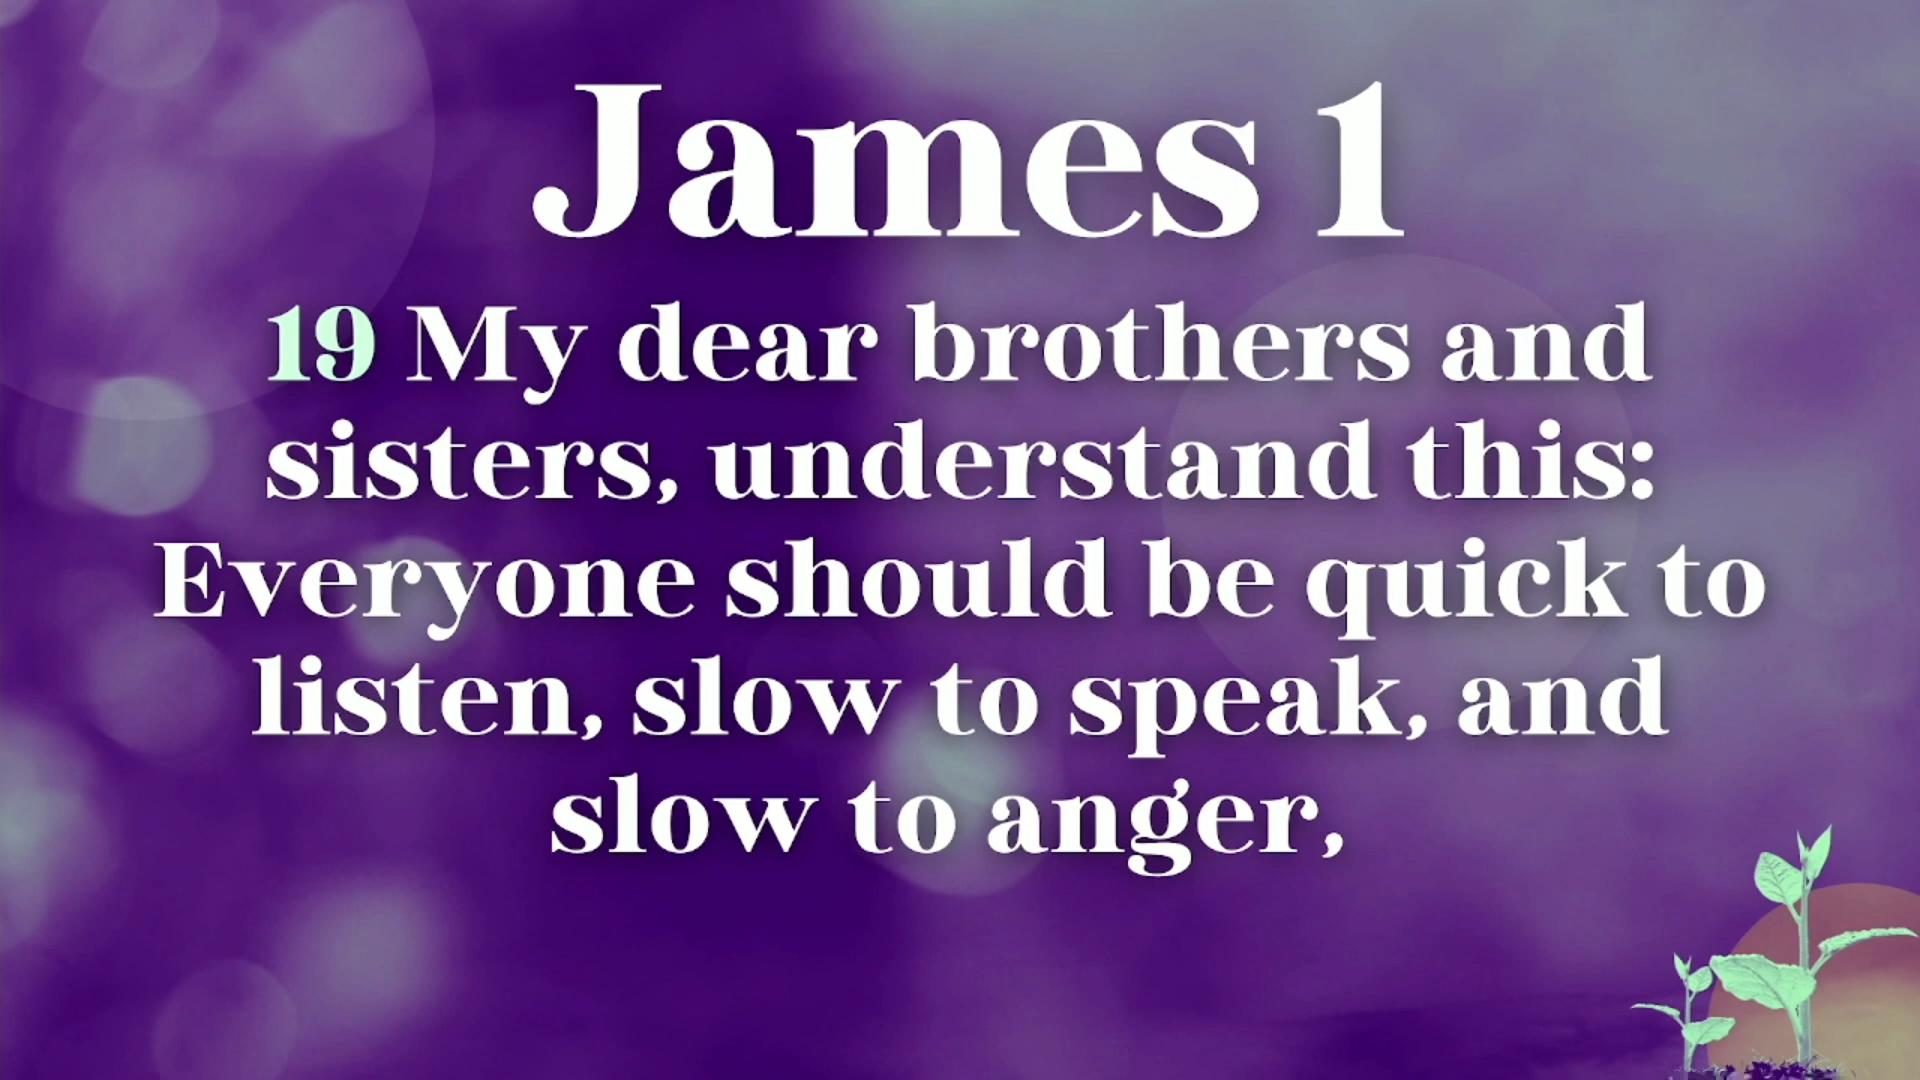 James 1
19 My dear brothers and
sisters, understand this:
Everyone should be quick to
listen, slow to speak, and
slow to anger,